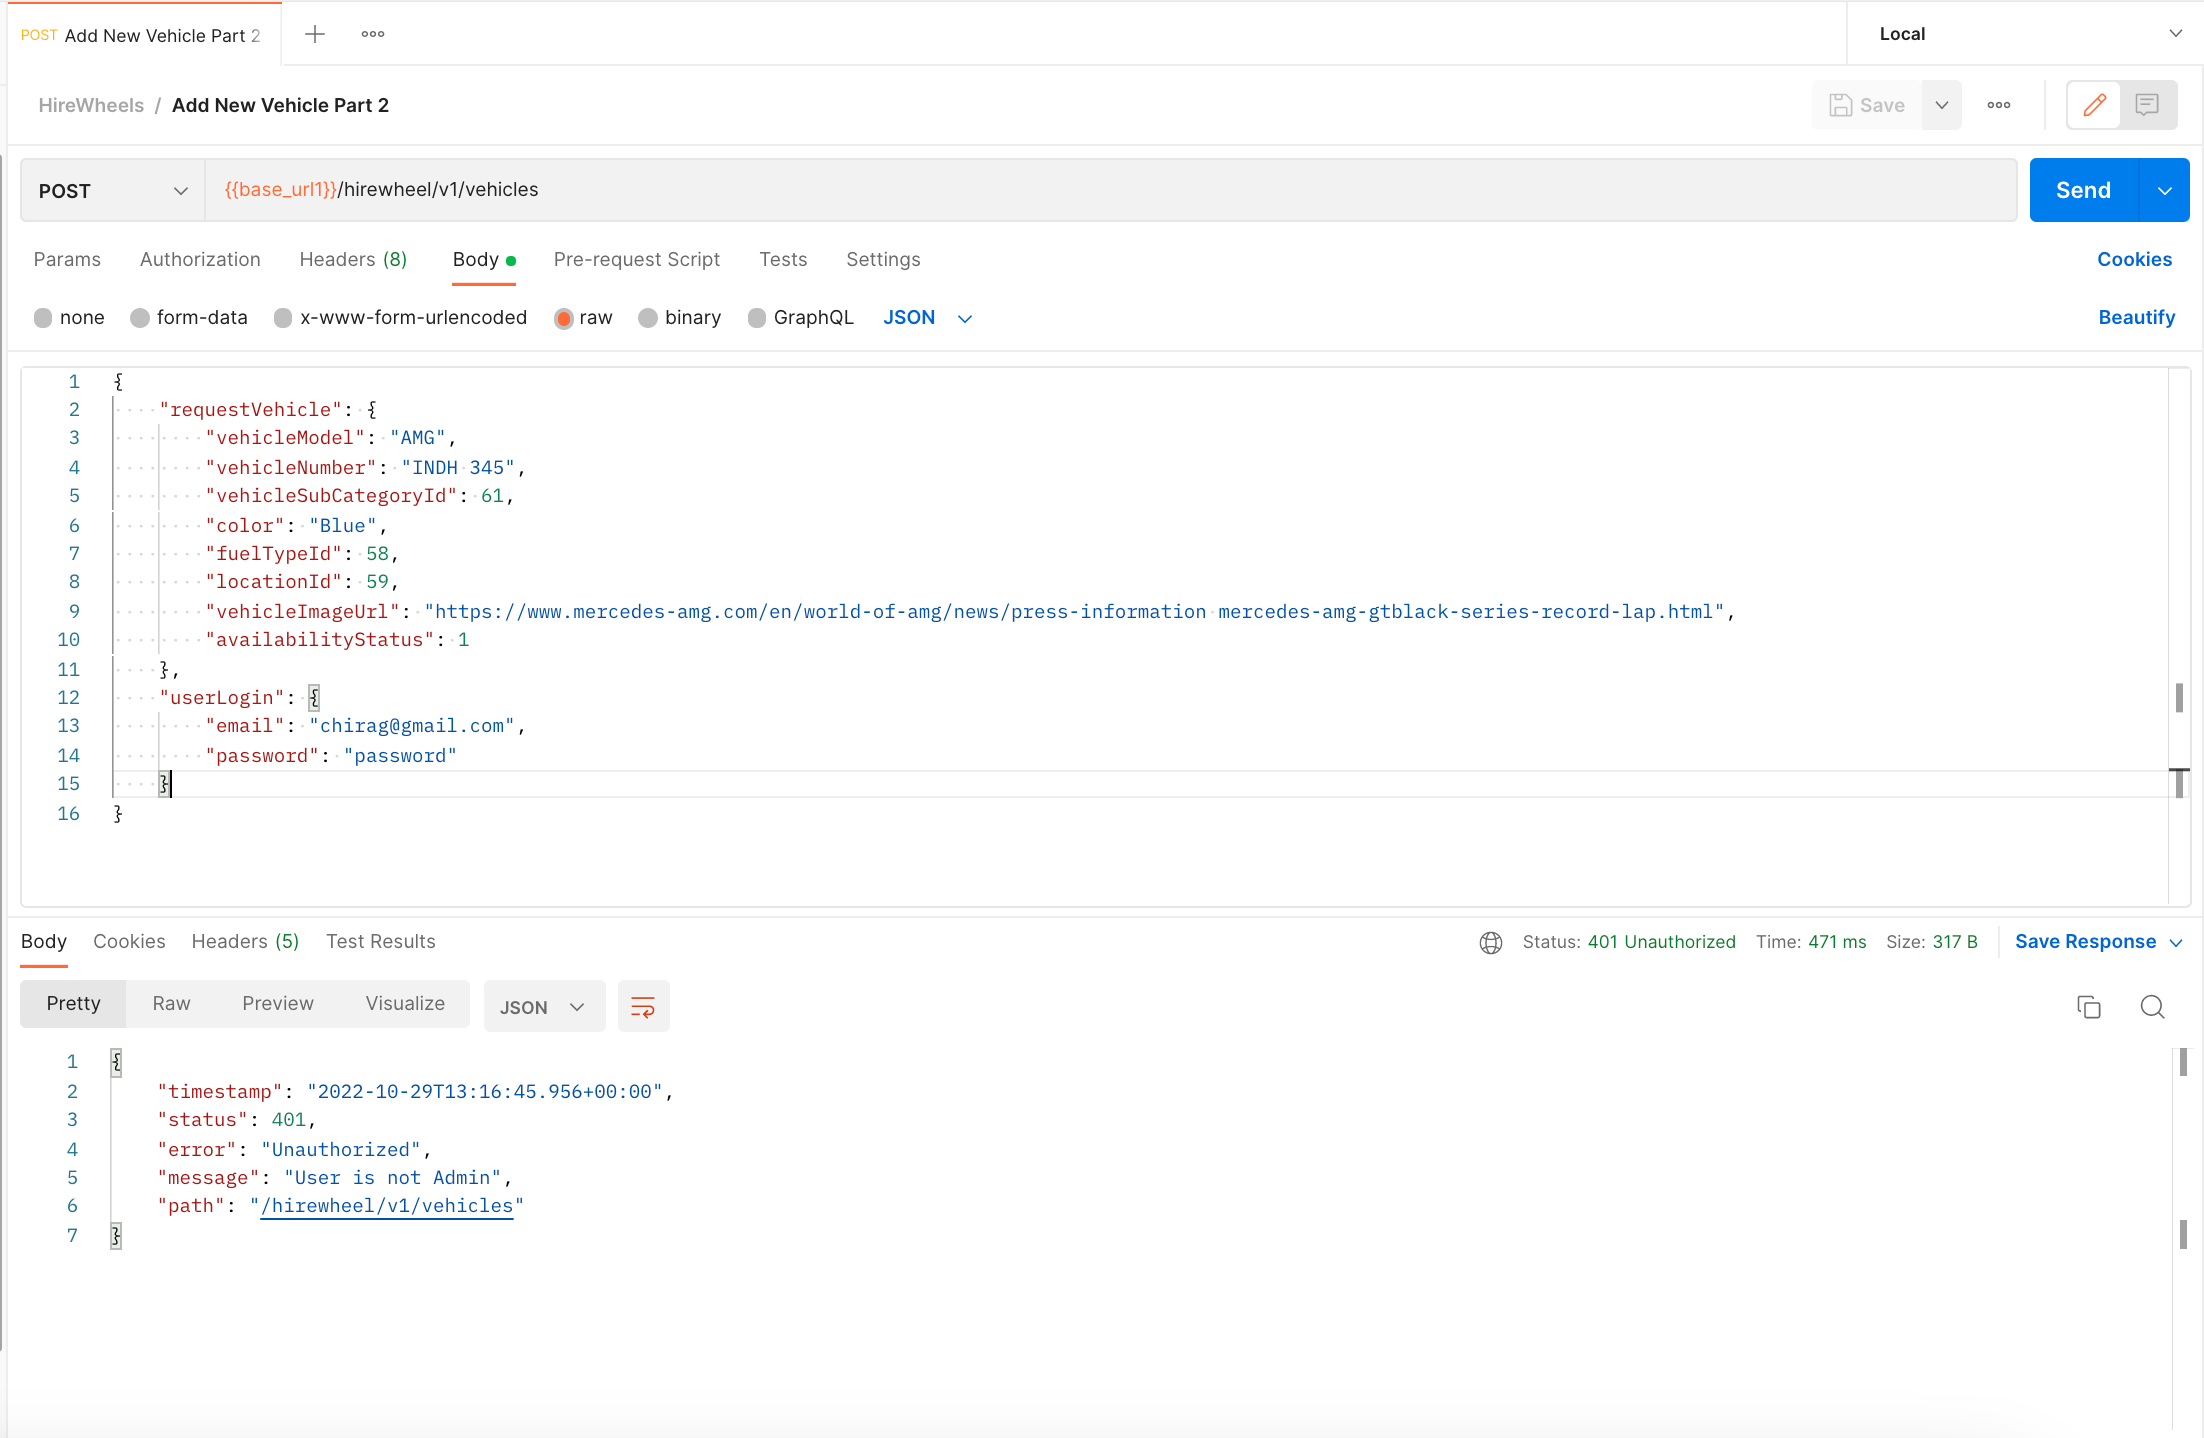 POST Add New Vehicle Part 2
Local
HireWheels / Add New Vehicle Part 2
Save
POST {{base_url1}}/hirewheel/v1/vehicles
Send
Params Authorization Headers (8) Body Pre-request Script Tests Settings Cookies
none form-data x-www-form-urlencoded raw binary GraphQL JSON Beautify
1 {
2 "requestVehicle": {
3 "vehicleModel": "AMG",
4 "vehicleNumber": "INDH 345",
5 "vehicleSubCategoryId": 61,
6 "color": "Blue",
7 "fuelTypeId": 58,
8 "locationId": 59,
9 "vehicleImageUrl": "https://www.mercedes-amg.com/en/world-of-amg/news/press-information mercedes-amg-gtblack-series-record-lap.html",
10 "availabilityStatus": 1
11 },
12 "userLogin": {
13 "email": "chirag@gmail.com",
14 "password": "password"
15 }
16 }
Body Cookies Headers (5) Test Results Status: 401 Unauthorized Time: 471 ms Size: 317 B Save Response
Pretty Raw Preview Visualize JSON
1 {
2 "timestamp": "2022-10-29T13:16:45.956+00:00",
3 "status": 401,
4 "error": "Unauthorized",
5 "message": "User is not Admin",
6 "path": "/hirewheel/v1/vehicles"
7 }